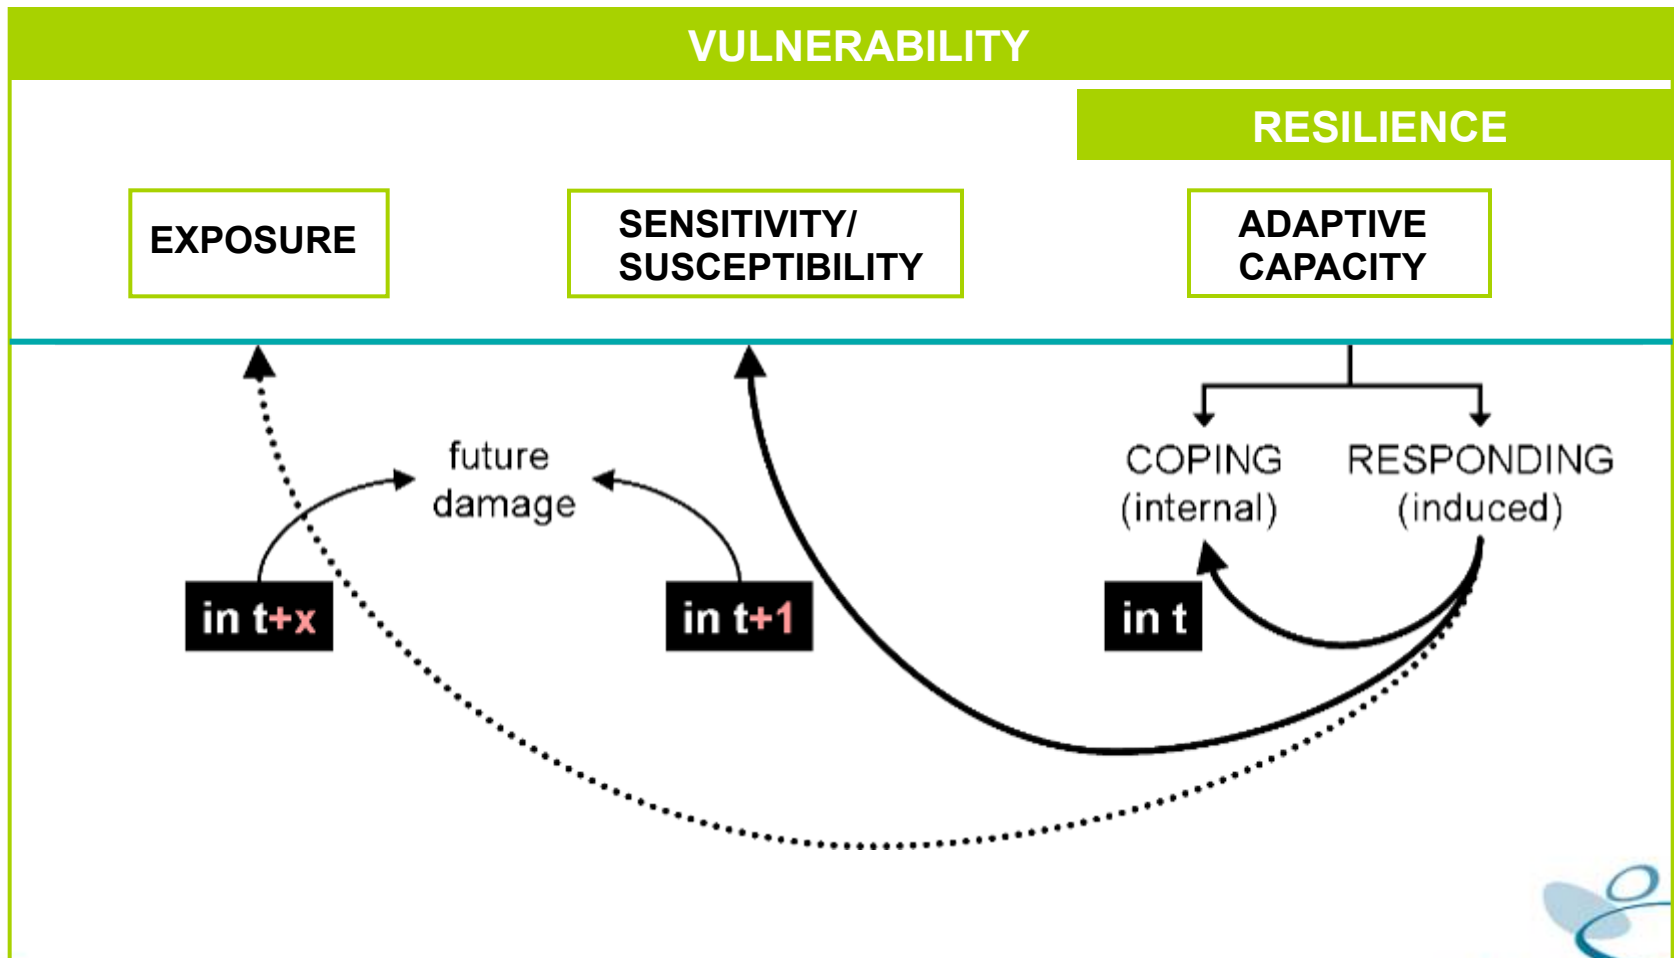 VULNERABILITY
RESILIENCE
EXPOSURE
SENSITIVITY/
SUSCEPTIBILITY
ADAPTIVE
CAPACITY
future
damage
COPING
(internal)
RESPONDING
(induced)
in t+x
in t+1
in t